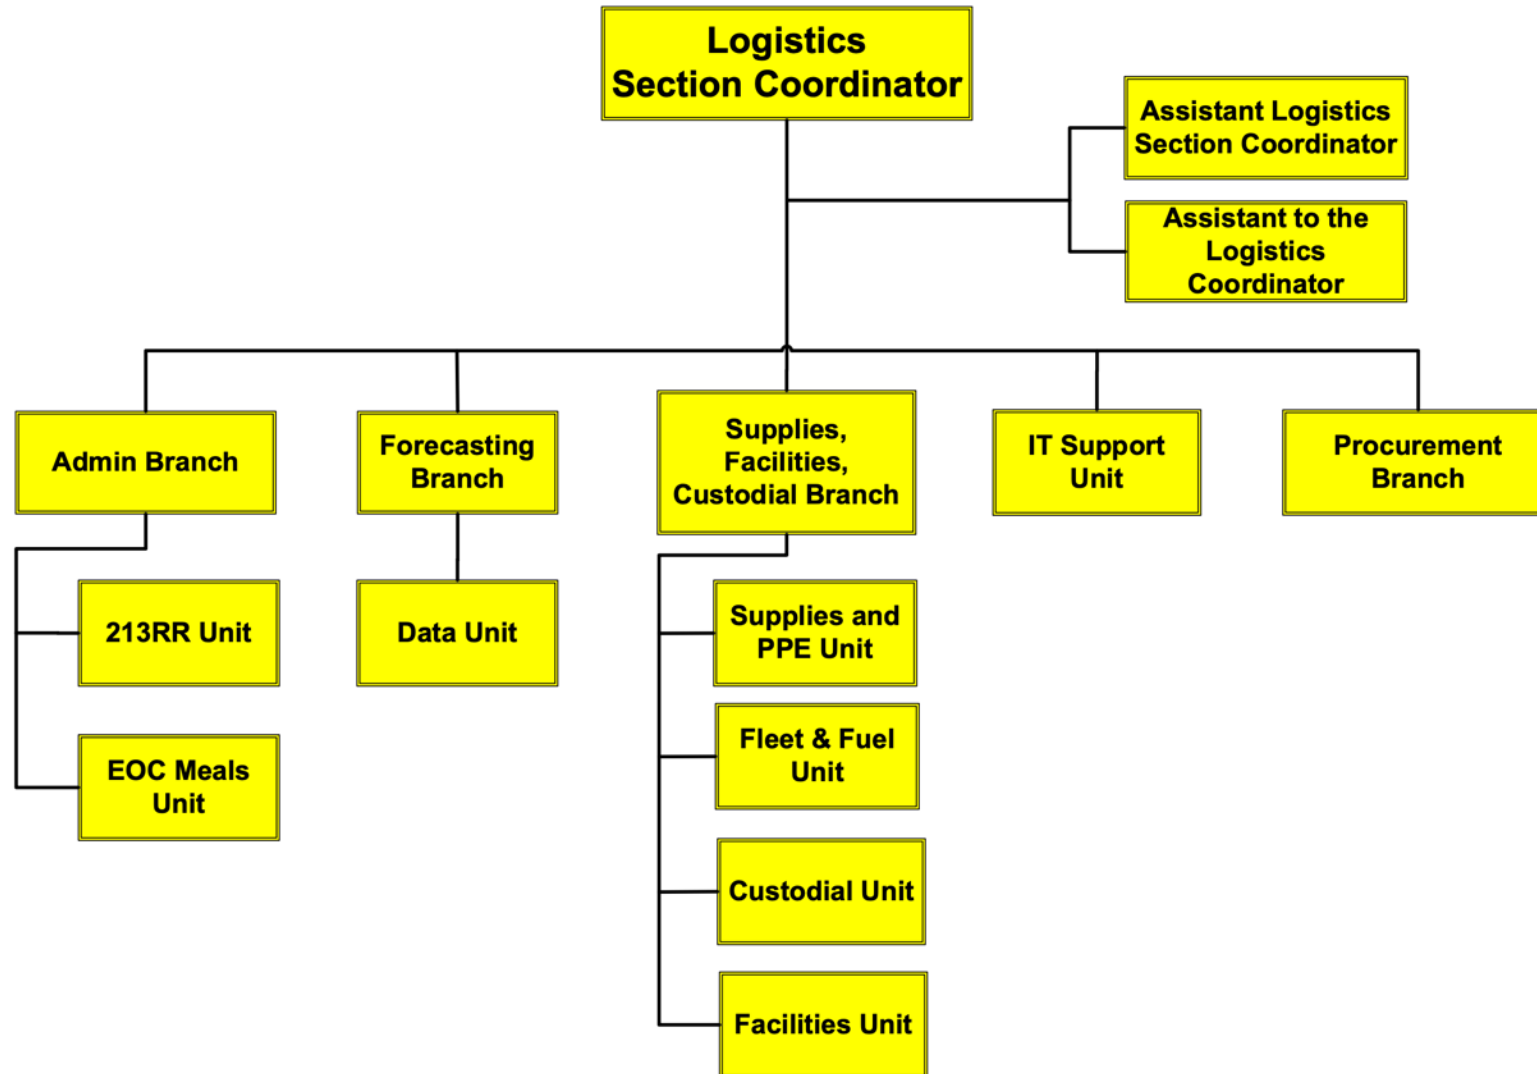 Logistics
Section Coordinator
Assistant Logistics
Section Coordinator
Assistant to the
Logistics
Coordinator
Admin Branch
Forecasting
Branch
Supplies,
Facilities,
Custodial Branch
IT Support
Unit
Procurement
Branch
213RR Unit
Data Unit
Supplies and
PPE Unit
EOC Meals
Unit
Fleet & Fuel
Unit
Custodial Unit
Facilities Unit